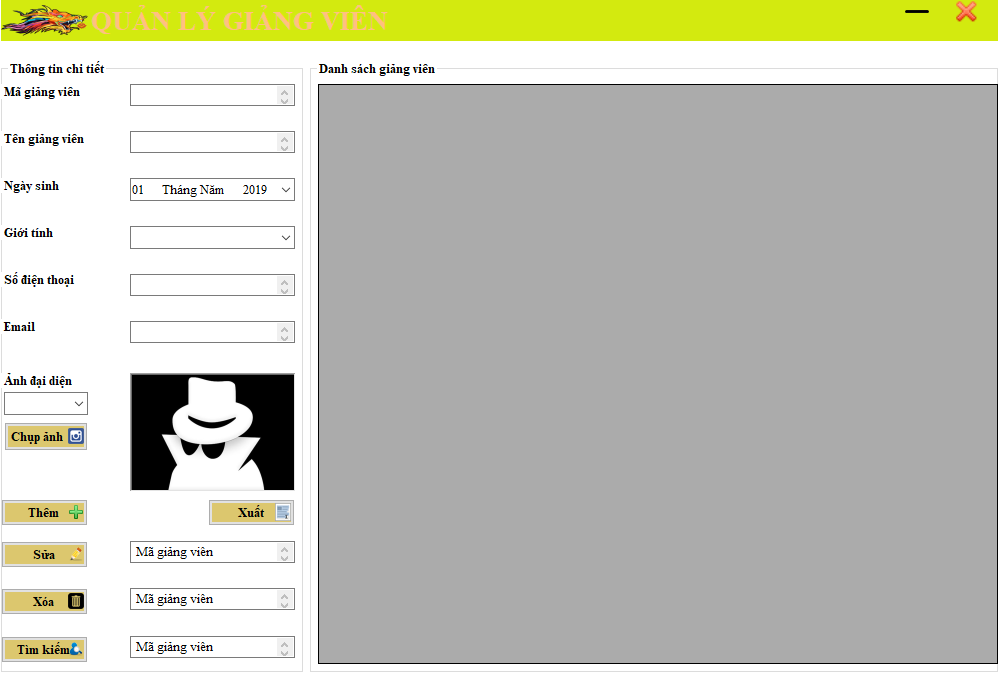 QUẢN LÝ GIẢNG VIÊN
Thông tin chi tiết
Mã giảng viên
Tên giảng viên
Ngày sinh
01 Tháng Năm 2019
Giới tính
Số điện thoại
Email
Ảnh đại diện
Chụp ảnh
Thêm
Xuất
Sửa
Mã giảng viên
Xóa
Mã giảng viên
Tìm kiếm
Mã giảng viên
Danh sách giảng viên